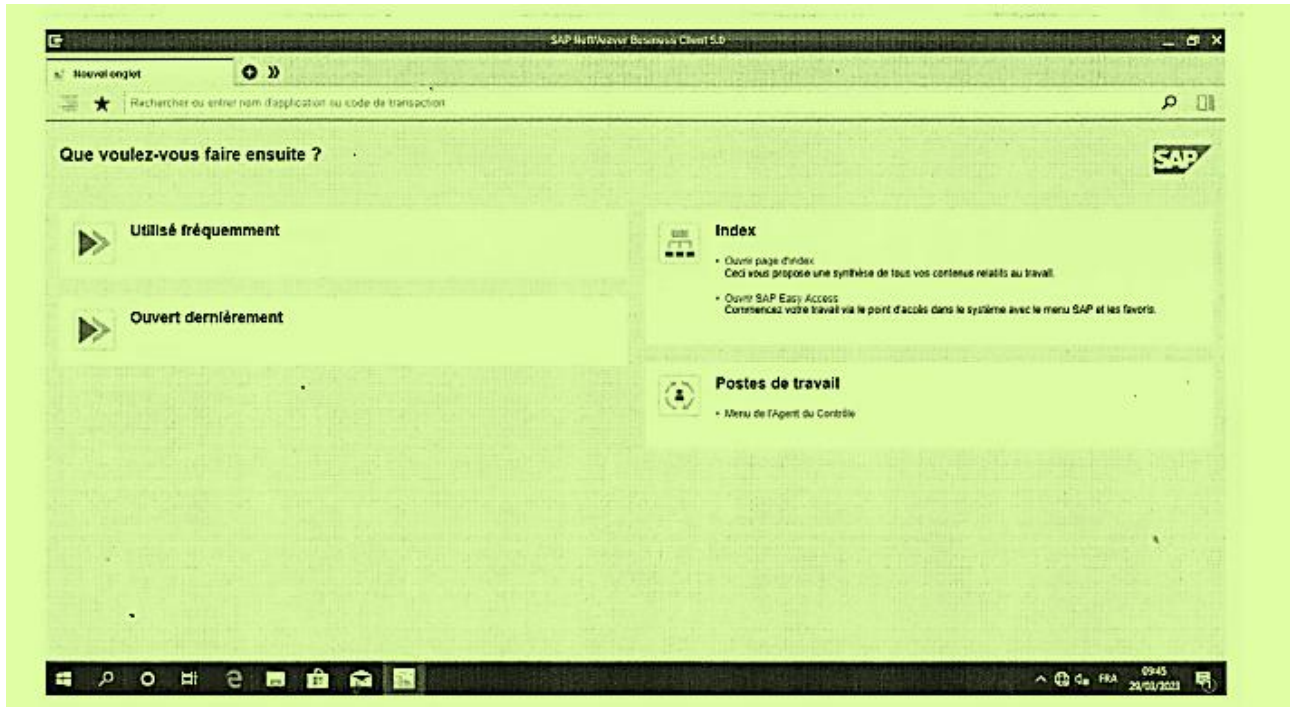 SAP NetWeaver Business Client 5.0
Nouvel onglet
Rechercher ou entrer nom d'application ou code de transaction
Que voulez-vous faire ensuite ?
SAP
Utilisé fréquemment
Ouvert dernièrement
Index
• Ouvrir page d'index
Ceci vous propose une synthèse de tous vos contenus relatifs au travail.
• Ouvrir SAP Easy Access
Commencez votre travail via le point d'accès dans le système avec le menu SAP et les favoris.
Postes de travail
• Menu de l'Agent du Contrôle
FRA
09:45